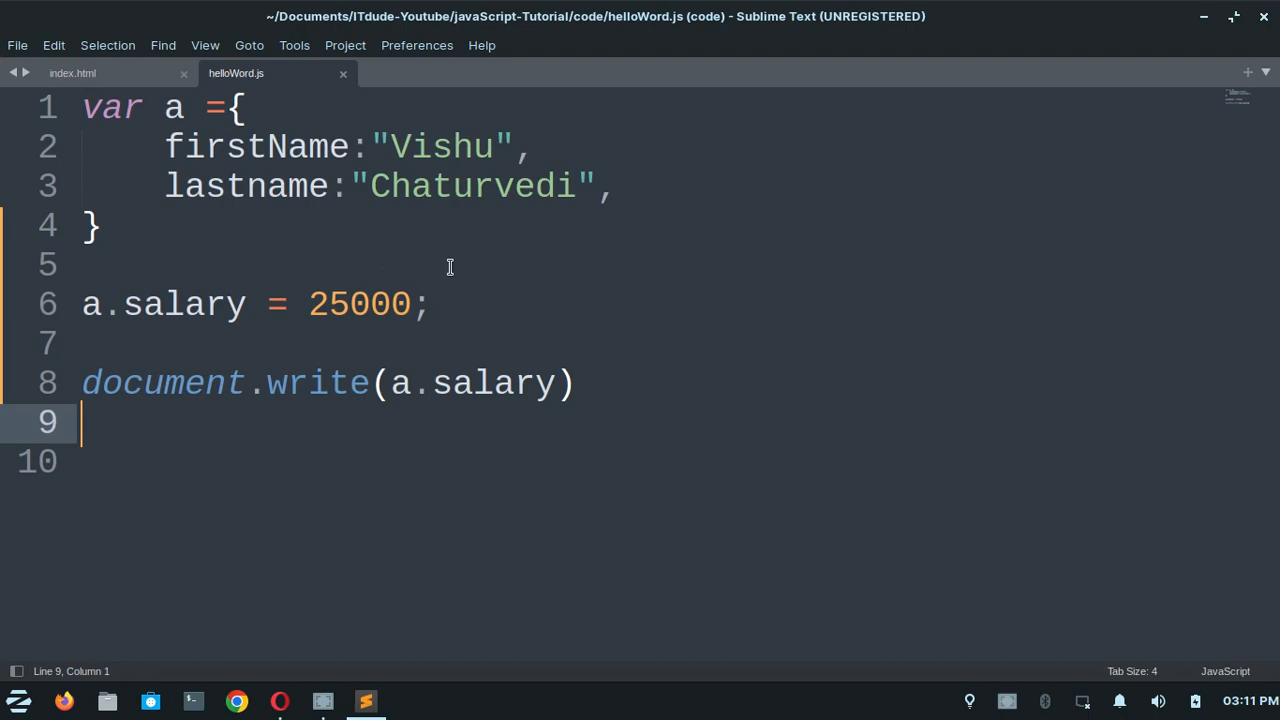 ~/Documents/ITdude-Youtube/javaScript-Tutorial/code/helloWord.js (code) - Sublime Text (UNREGISTERED)
File Edit Selection Find View Goto Tools Project Preferences Help
index.html helloWord.js
1 var a ={
2 firstName:"Vishu",
3 lastname:"Chaturvedi",
4 }
5
6 a.salary = 25000;
7
8 document.write(a.salary)
9
10
Line 9, Column 1 Tab Size: 4 JavaScript
03:11 PM